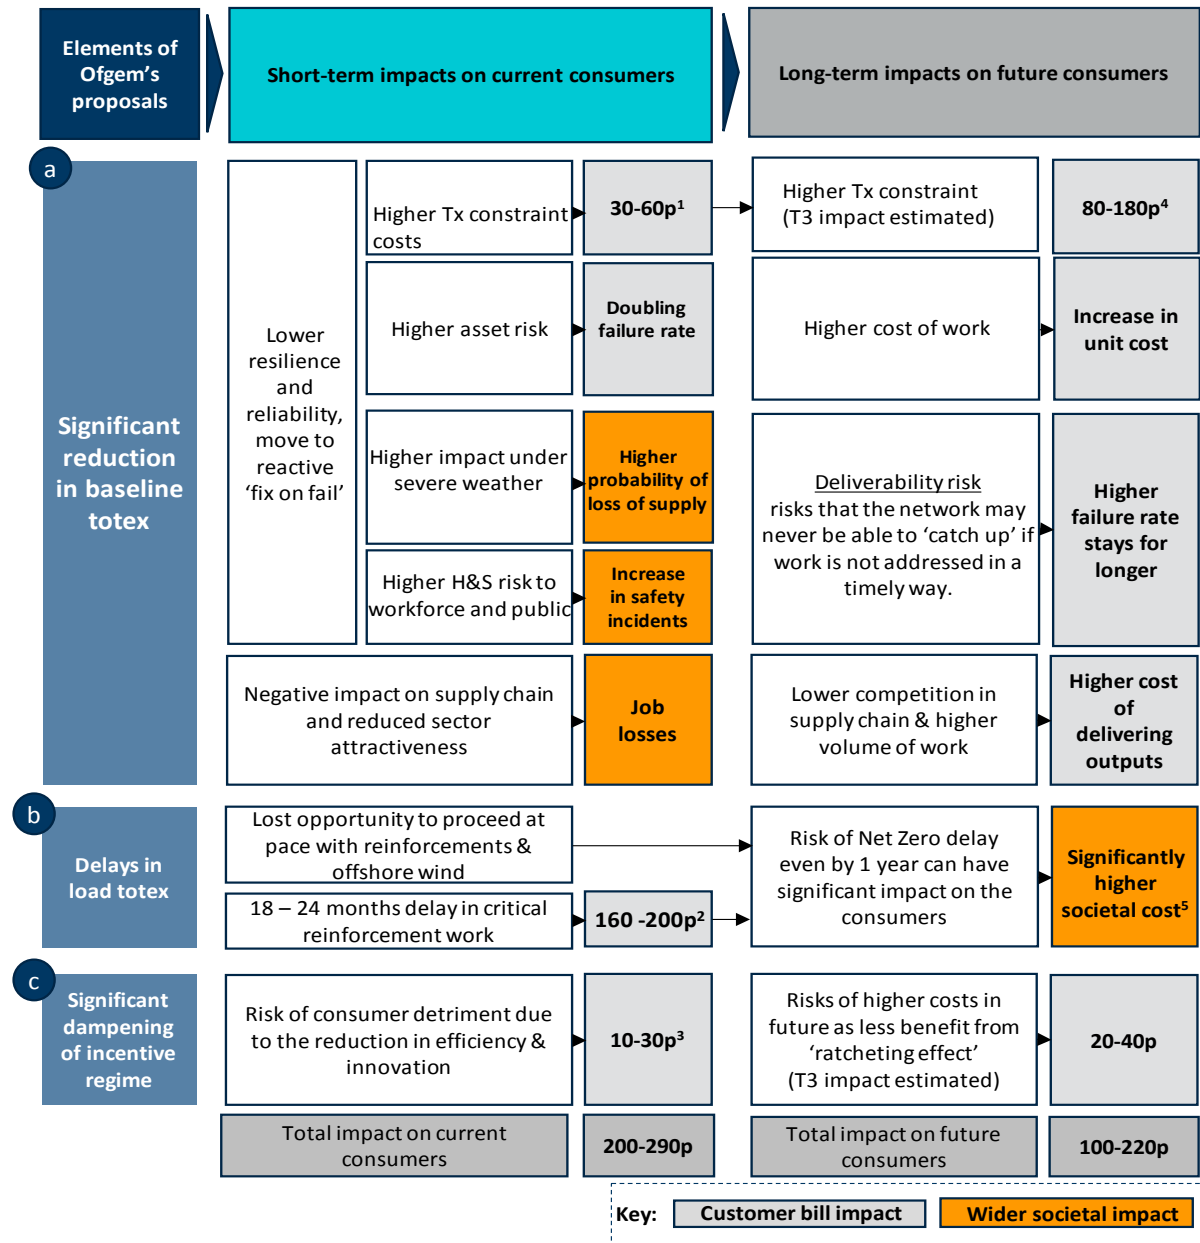 Elements of
Ofgem's
proposals
Short-term impacts on current consumers
Long-term impacts on future consumers
a
Significant
reduction
in baseline
totex
Lower
resilience
and
reliability,
move to
reactive
'fix on fail'
Higher Tx constraint
costs
30-60p¹
Higher Tx constraint
(T3 impact estimated)
80-180p⁴
Higher asset risk
Doubling
failure rate
Higher cost of work
Increase in
unit cost
Higher impact under
severe weather
Higher
probability of
loss of supply
Deliverability risk
risks that the network may
never be able to 'catch up' if
work is not addressed in a
timely way.
Higher
failure rate
stays for
longer
Higher H&S risk to
workforce and public
Increase
in safety
incidents
Negative impact on supply chain
and reduced sector
attractiveness
Job
losses
Lower competition in
supply chain & higher
volume of work
Higher cost
of
delivering
outputs
b
Delays in
load totex
Lost opportunity to proceed at
pace with reinforcements &
offshore wind
18 – 24 months delay in critical
reinforcement work
160 -200p²
Risk of Net Zero delay
even by 1 year can have
significant impact on the
consumers
Significantly
higher
societal cost⁵
c
Significant
dampening
of incentive
regime
Risk of consumer detriment due
to the reduction in efficiency &
innovation
10-30p³
Risks of higher costs in
future as less benefit from
'ratcheting effect'
(T3 impact estimated)
20-40p
Total impact on current
consumers
200-290p
Total impact on future
consumers
100-220p
Key:
Customer bill impact
Wider societal impact